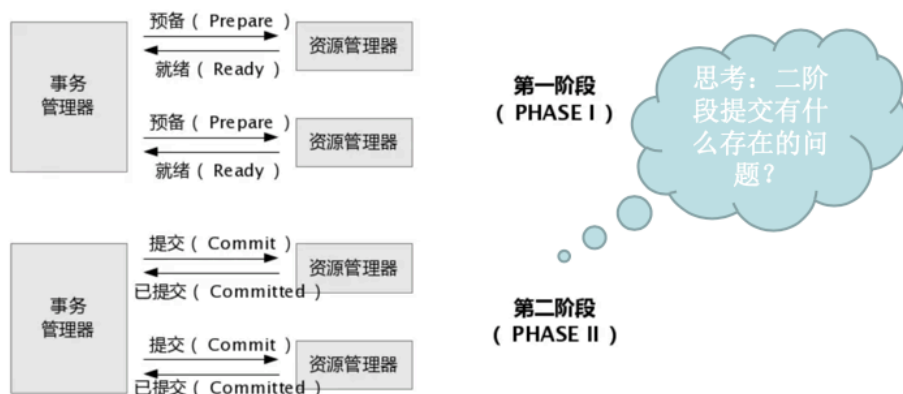 预备（ Prepare ）
资源管理器
就绪（ Ready ）
事务
管理器
预备（ Prepare ）
资源管理器
就绪（ Ready ）
第一阶段
（ PHASE I ）
思考：二阶
段提交有什
么存在的问
题？
提交（ Commit ）
资源管理器
已提交（ Committed ）
事务
管理器
提交（ Commit ）
资源管理器
已提交（ Committed ）
第二阶段
（ PHASE II ）